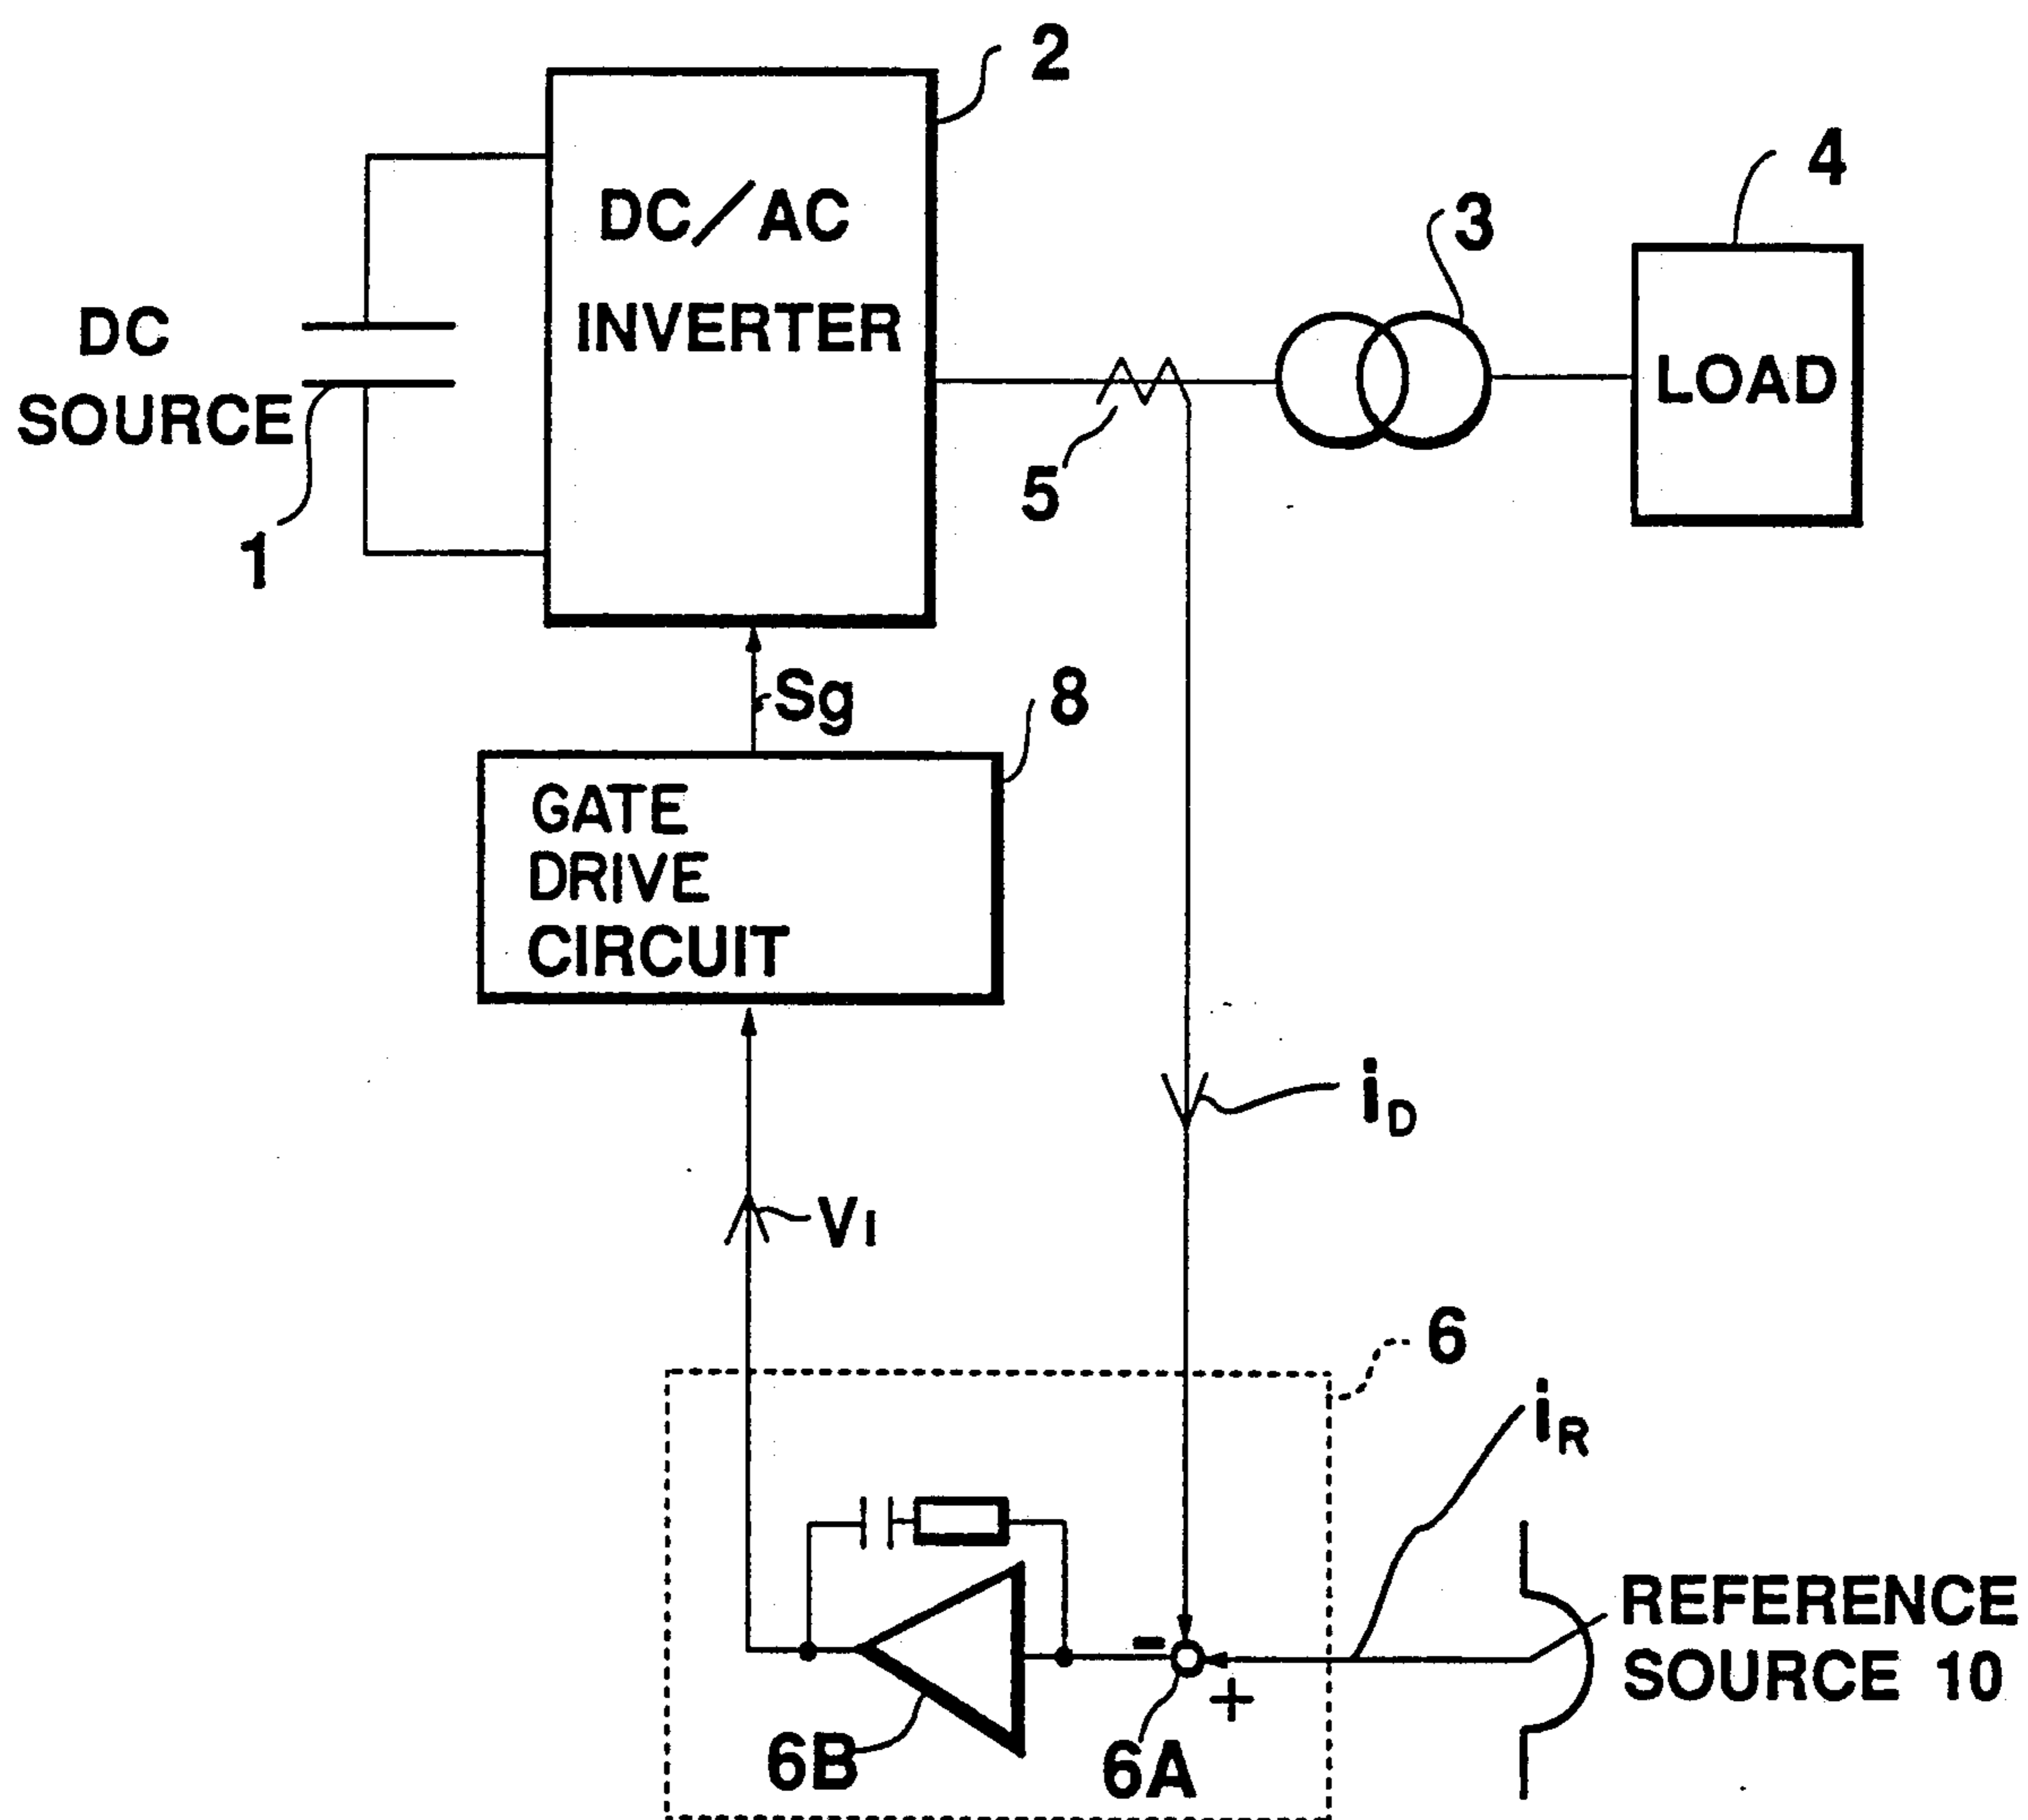 2
DC/AC
INVERTER
DC
SOURCE
1
3
4
LOAD
5
Sg
8
GATE
DRIVE
CIRCUIT
iD
VI
6
iR
REFERENCE
SOURCE 10
-
+
6B
6A